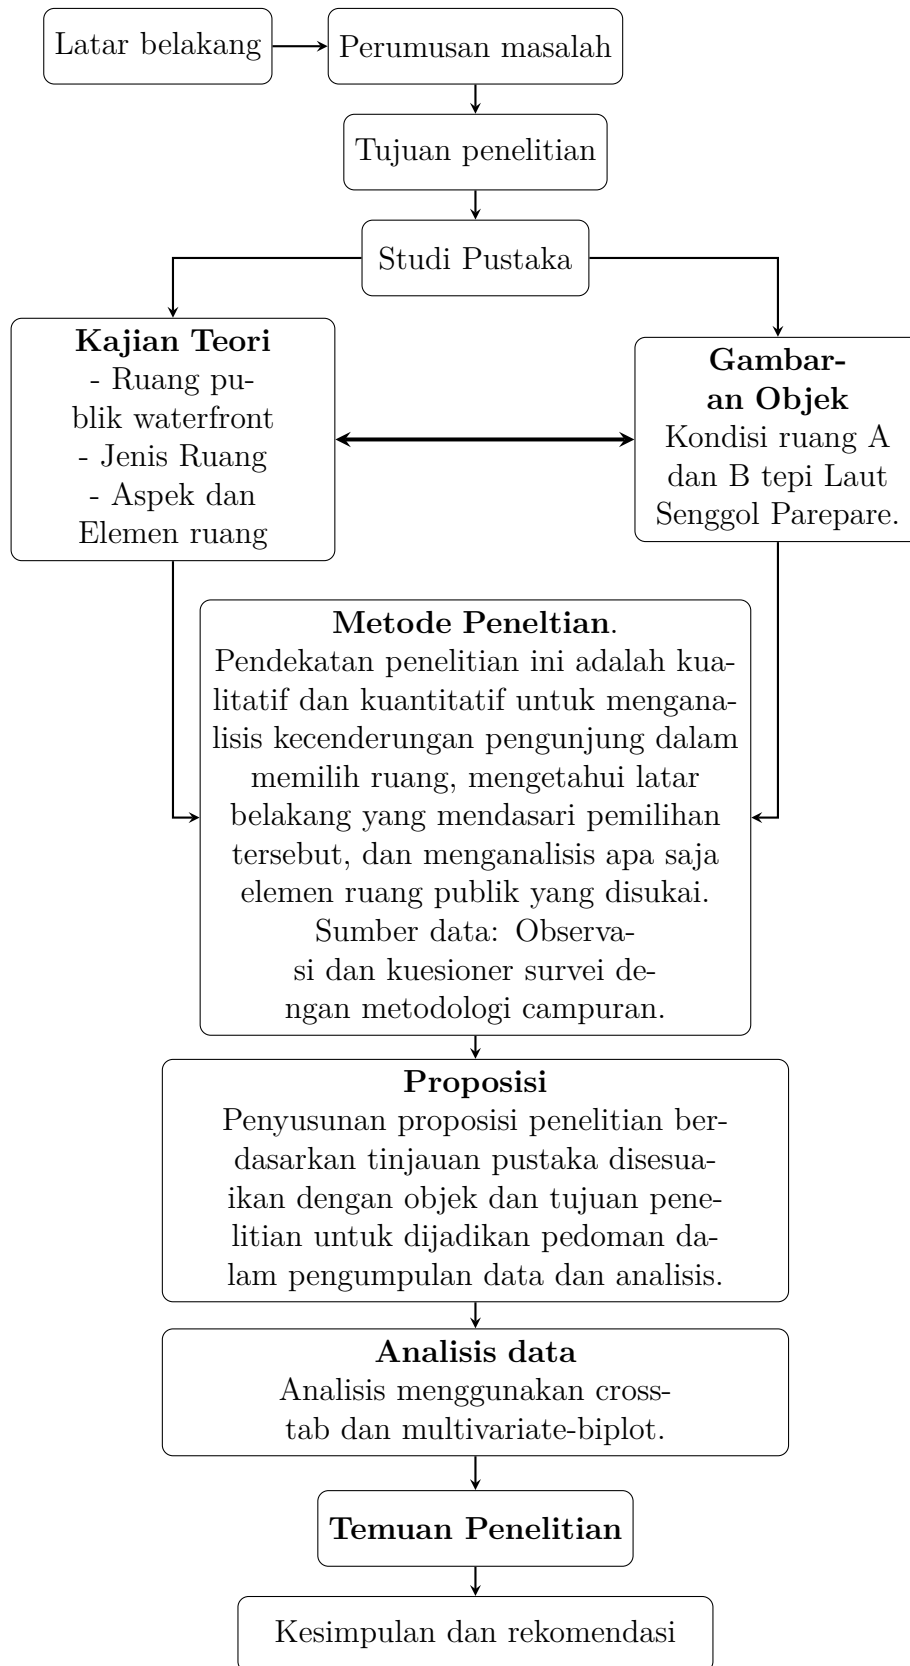 Latar belakang
Perumusan masalah
Tujuan penelitian
Studi Pustaka
Kajian Teori
- Ruang pu-
blik waterfront
- Jenis Ruang
- Aspek dan
Elemen ruang
Gambar-
an Objek
Kondisi ruang A
dan B tepi Laut
Senggol Parepare.
Metode Peneltian.
Pendekatan penelitian ini adalah kua-
litatif dan kuantitatif untuk mengana-
lisis kecenderungan pengunjung dalam
memilih ruang, mengetahui latar
belakang yang mendasari pemilihan
tersebut, dan menganalisis apa saja
elemen ruang publik yang disukai.
Sumber data: Observa-
si dan kuesioner survei de-
ngan metodologi campuran.
Proposisi
Penyusunan proposisi penelitian ber-
dasarkan tinjauan pustaka disesua-
ikan dengan objek dan tujuan pene-
litian untuk dijadikan pedoman da-
lam pengumpulan data dan analisis.
Analisis data
Analisis menggunakan cross-
tab dan multivariate-biplot.
Temuan Penelitian
Kesimpulan dan rekomendasi